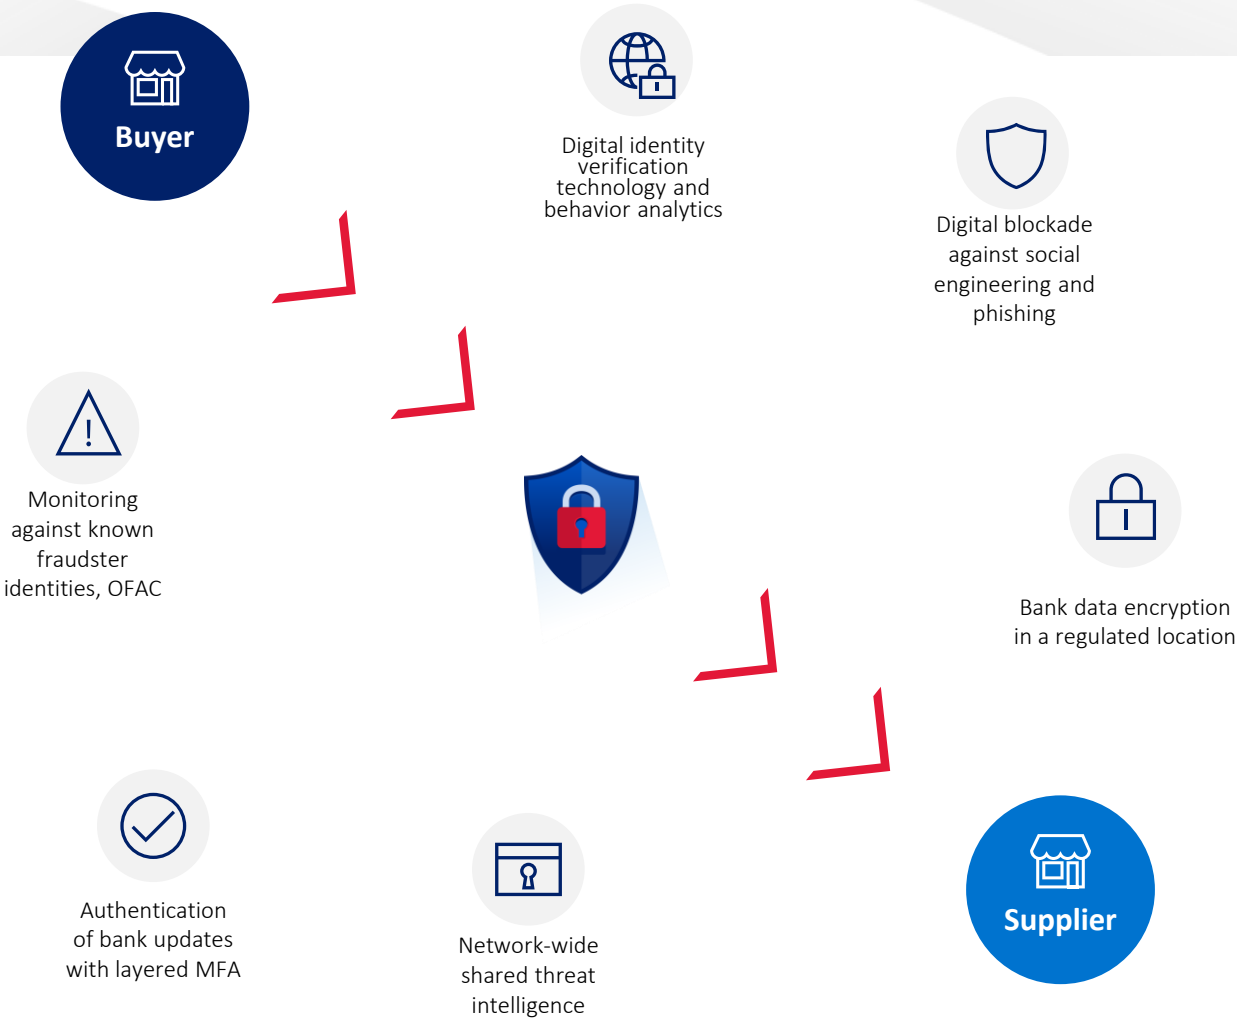 Buyer
Digital identity
verification
technology and
behavior analytics
Digital blockade
against social
engineering and
phishing
Monitoring
against known
fraudster
identities, OFAC
Bank data encryption
in a regulated location
Authentication
of bank updates
with layered MFA
Network-wide
shared threat
intelligence
Supplier